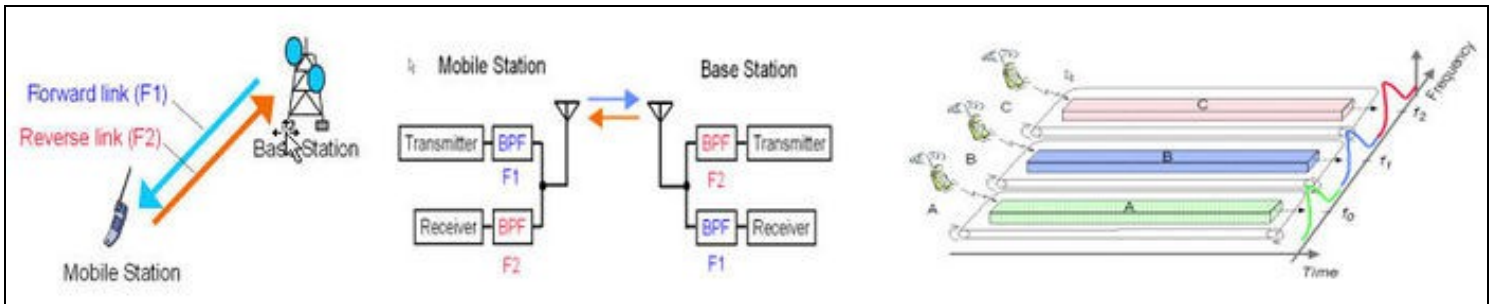 Forward link (F1)
Reverse link (F2)
Base Station
Mobile Station
Mobile Station
Base Station
Transmitter
BPF
F1
BPF
Transmitter
F2
Receiver
BPF
F2
BPF
Receiver
F1
C
C
B
B
A
A
Frequency
f2
f1
f0
Time